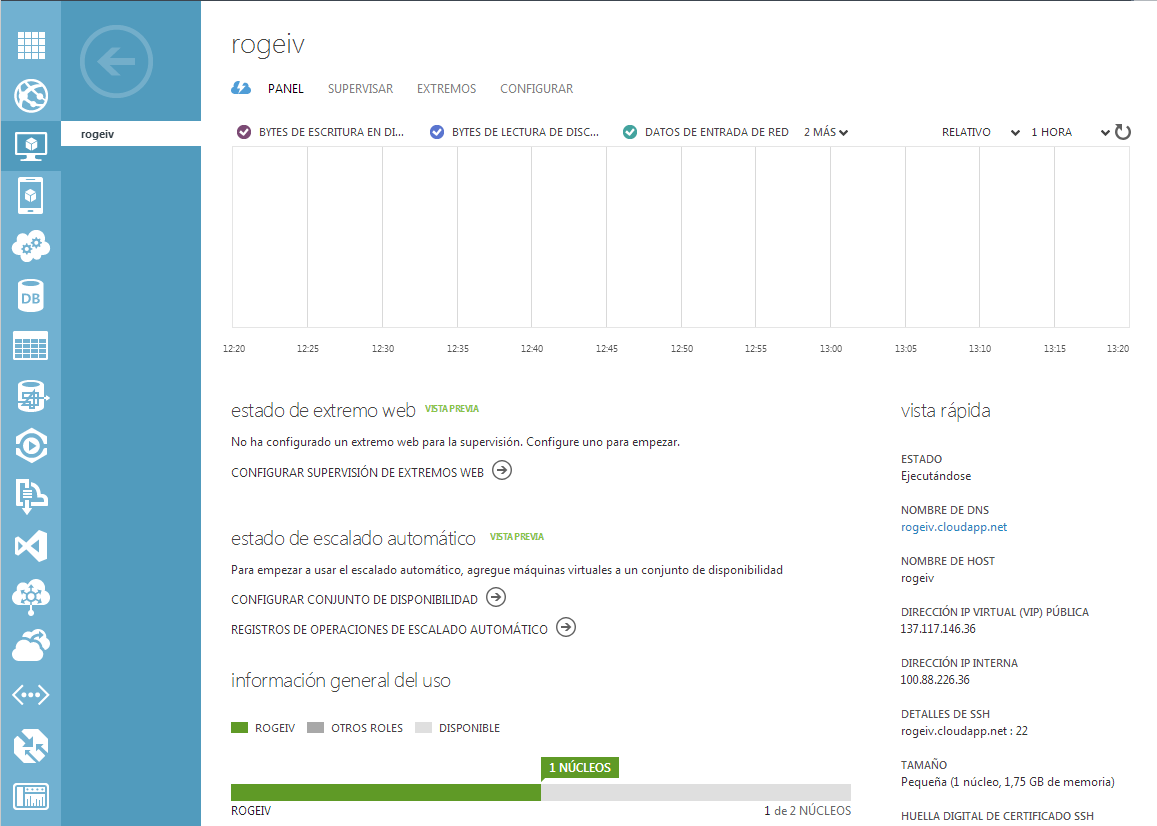 rogeiv
rogeiv
PANEL SUPERVISAR EXTREMOS CONFIGURAR
BYTES DE ESCRITURA EN DI... BYTES DE LECTURA DE DISC... DATOS DE ENTRADA DE RED 2 MÁS RELATIVO 1 HORA
12:20 12:25 12:30 12:35 12:40 12:45 12:50 12:55 13:00 13:05 13:10 13:15 13:20
DB
estado de extremo web VISTA PREVIA
No ha configurado un extremo web para la supervisión. Configure uno para empezar.
CONFIGURAR SUPERVISIÓN DE EXTREMOS WEB
estado de escalado automático VISTA PREVIA
Para empezar a usar el escalado automático, agregue máquinas virtuales a un conjunto de disponibilidad
CONFIGURAR CONJUNTO DE DISPONIBILIDAD
REGISTROS DE OPERACIONES DE ESCALADO AUTOMÁTICO
información general del uso
ROGEIV OTROS ROLES DISPONIBLE
1 NÚCLEOS
ROGEIV 1 de 2 NÚCLEOS
vista rápida
ESTADO
Ejecutándose
NOMBRE DE DNS
rogeiv.cloudapp.net
NOMBRE DE HOST
rogeiv
DIRECCIÓN IP VIRTUAL (VIP) PÚBLICA
137.117.146.36
DIRECCIÓN IP INTERNA
100.88.226.36
DETALLES DE SSH
rogeiv.cloudapp.net : 22
TAMAÑO
Pequeña (1 núcleo, 1,75 GB de memoria)
HUELLA DIGITAL DE CERTIFICADO SSH